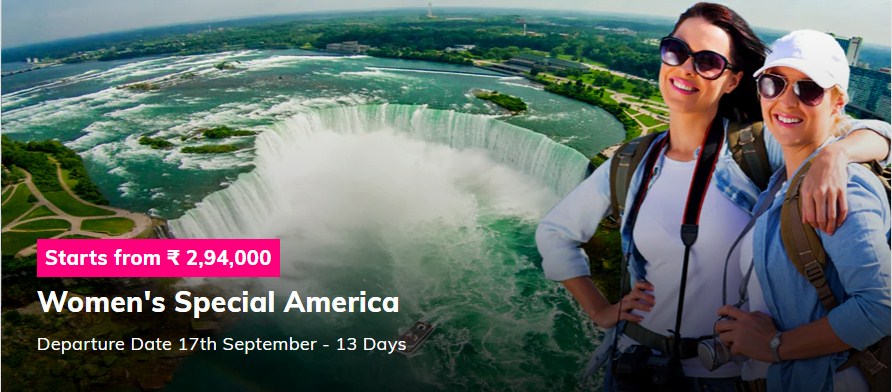 Starts from ₹ 2,94,000
Women's Special America
Departure Date 17th September - 13 Days